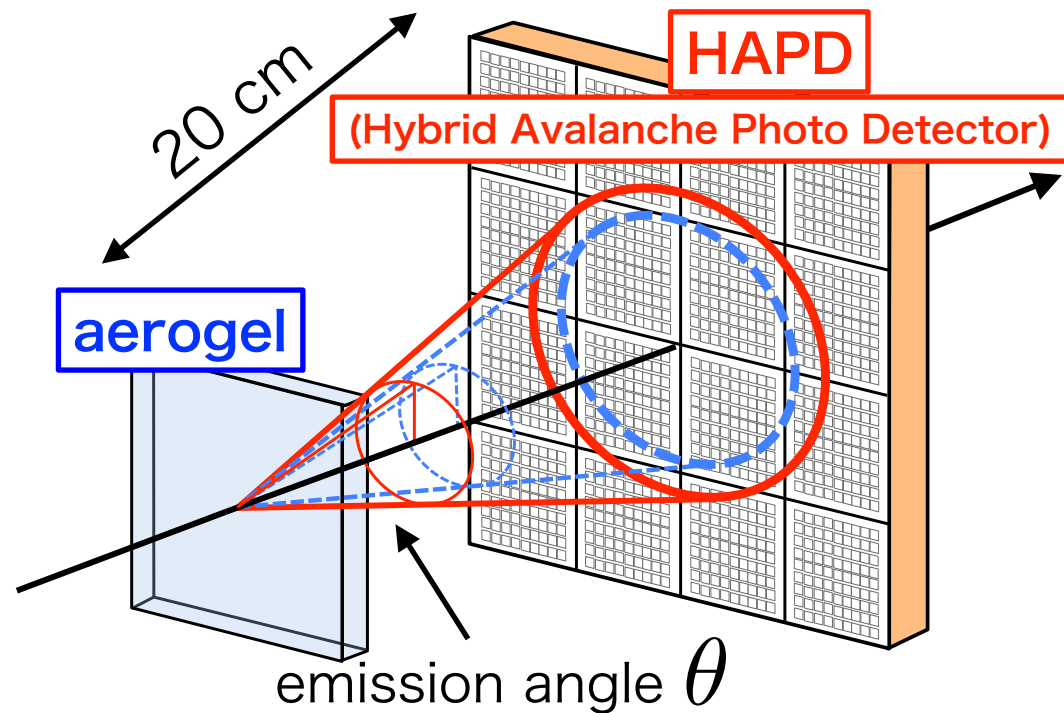 20 cm
HAPD
(Hybrid Avalanche Photo Detector)
aerogel
emission angle θ